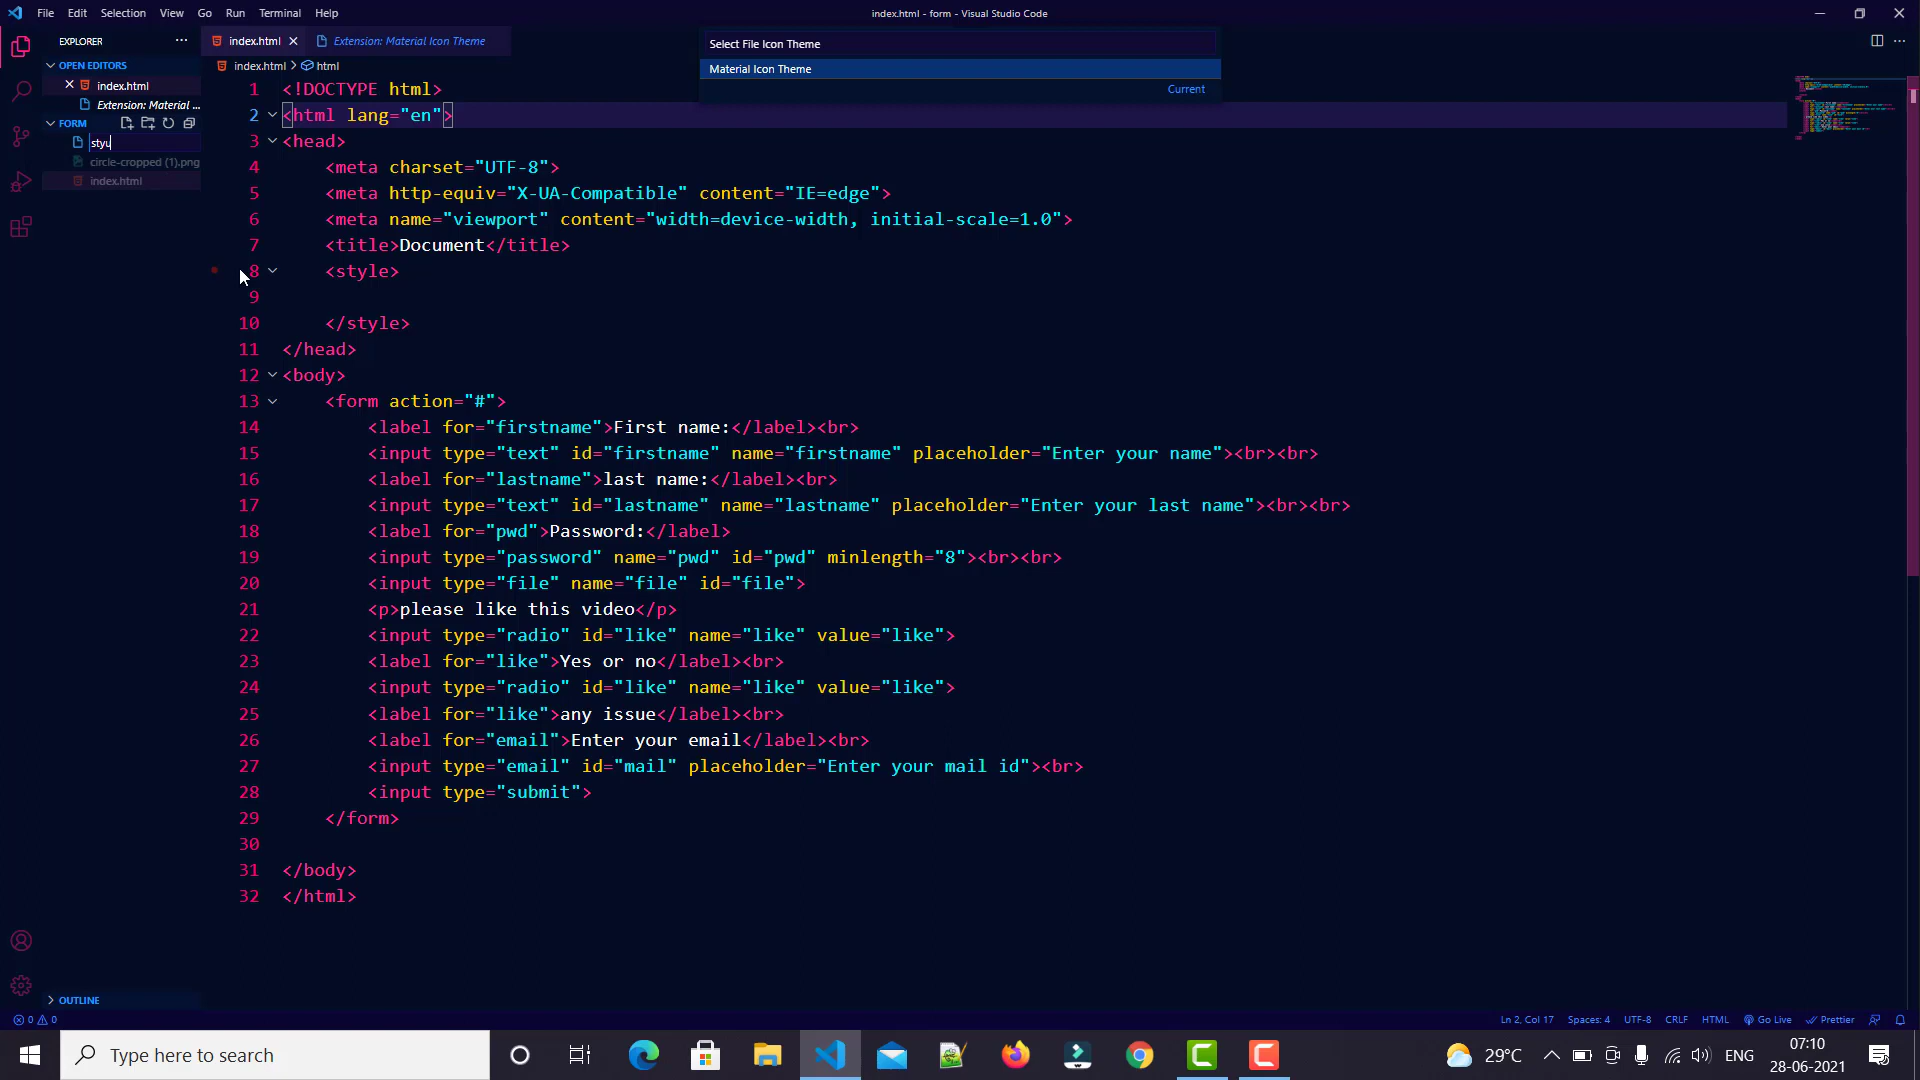 File Edit Selection View Go Run Terminal Help
index.html - form - Visual Studio Code
EXPLORER
index.html
Extension: Material Icon Theme
Select File Icon Theme
Material Icon Theme
Current
OPEN EDITORS
index.html
Extension: Material ...
FORM
styu
circle-cropped (1).png
index.html
index.html > html
1 <!DOCTYPE html>
2 <html lang="en">
3 <head>
4 <meta charset="UTF-8">
5 <meta http-equiv="X-UA-Compatible" content="IE=edge">
6 <meta name="viewport" content="width=device-width, initial-scale=1.0">
7 <title>Document</title>
8 <style>
9
10 </style>
11 </head>
12 <body>
13 <form action="#">
14 <label for="firstname">First name:</label><br>
15 <input type="text" id="firstname" name="firstname" placeholder="Enter your name"><br><br>
16 <label for="lastname">last name:</label><br>
17 <input type="text" id="lastname" name="lastname" placeholder="Enter your last name"><br><br>
18 <label for="pwd">Password:</label>
19 <input type="password" name="pwd" id="pwd" minlength="8"><br><br>
20 <input type="file" name="file" id="file">
21 <p>please like this video</p>
22 <input type="radio" id="like" name="like" value="like">
23 <label for="like">Yes or no</label><br>
24 <input type="radio" id="like" name="like" value="like">
25 <label for="like">any issue</label><br>
26 <label for="email">Enter your email</label><br>
27 <input type="email" id="mail" placeholder="Enter your mail id"><br>
28 <input type="submit">
29 </form>
30
31 </body>
32 </html>
OUTLINE
0 0
Ln 2, Col 17 Spaces: 4 UTF-8 CRLF HTML Go Live Prettier
Type here to search
29°C
ENG
07:10
28-06-2021